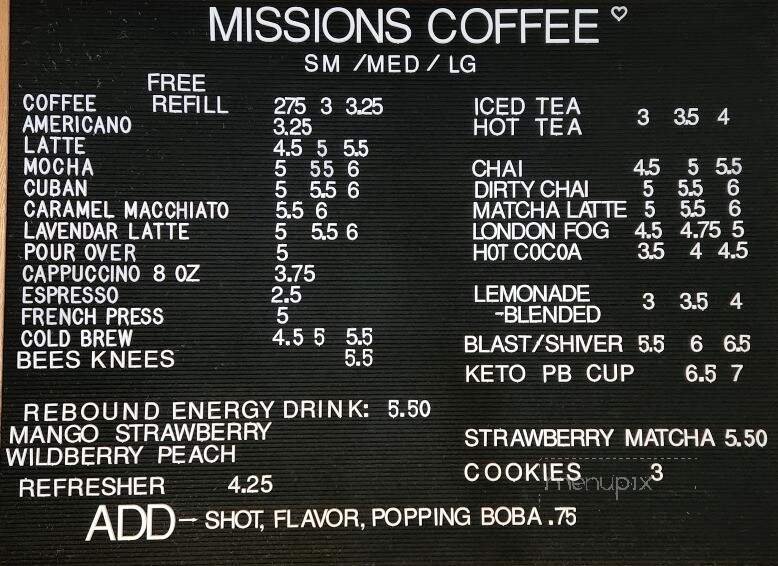 MISSIONS COFFEE ♡
SM / MED / LG
FREE
COFFEE REFILL 275 3 3.25
AMERICANO 3.25
LATTE 4.5 5 5.5
MOCHA 5 55 6
CUBAN 5 5.5 6
CARAMEL MACCHIATO 5.5 6
LAVENDAR LATTE 5 5.5 6
POUR OVER 5
CAPPUCCINO 8 OZ 3.75
ESPRESSO 2.5
FRENCH PRESS 5
COLD BREW 4.5 5 5.5
BEES KNEES 5.5
ICED TEA
HOT TEA 3 3.5 4
CHAI 4.5 5 5.5
DIRTY CHAI 5 5.5 6
MATCHA LATTE 5 5.5 6
LONDON FOG 4.5 4.75 5
HOT COCOA 3.5 4 4.5
LEMONADE
-BLENDED 3 3.5 4
BLAST/SHIVER 5.5 6 6.5
KETO PB CUP 6.5 7
REBOUND ENERGY DRINK: 5.50
MANGO STRAWBERRY
WILDBERRY PEACH
REFRESHER 4.25
STRAWBERRY MATCHA 5.50
COOKIES 3
menupix
ADD - SHOT, FLAVOR, POPPING BOBA .75